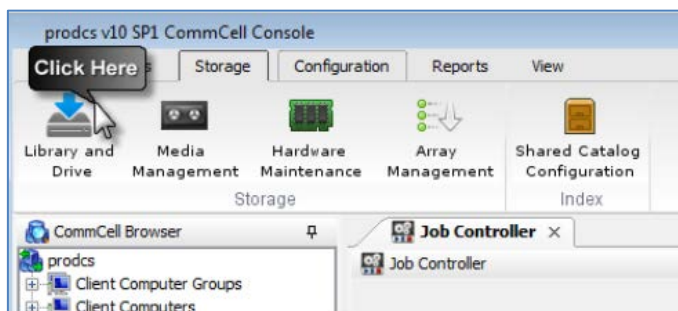 prodcs v10 SP1 CommCell Console
Click Here
Storage
Configuration
Reports
View
Library and
Drive
Media
Management
Hardware
Maintenance
Array
Management
Shared Catalog
Configuration
Storage
Index
CommCell Browser
Job Controller
prodcs
Job Controller
Client Computer Groups
Client Computers